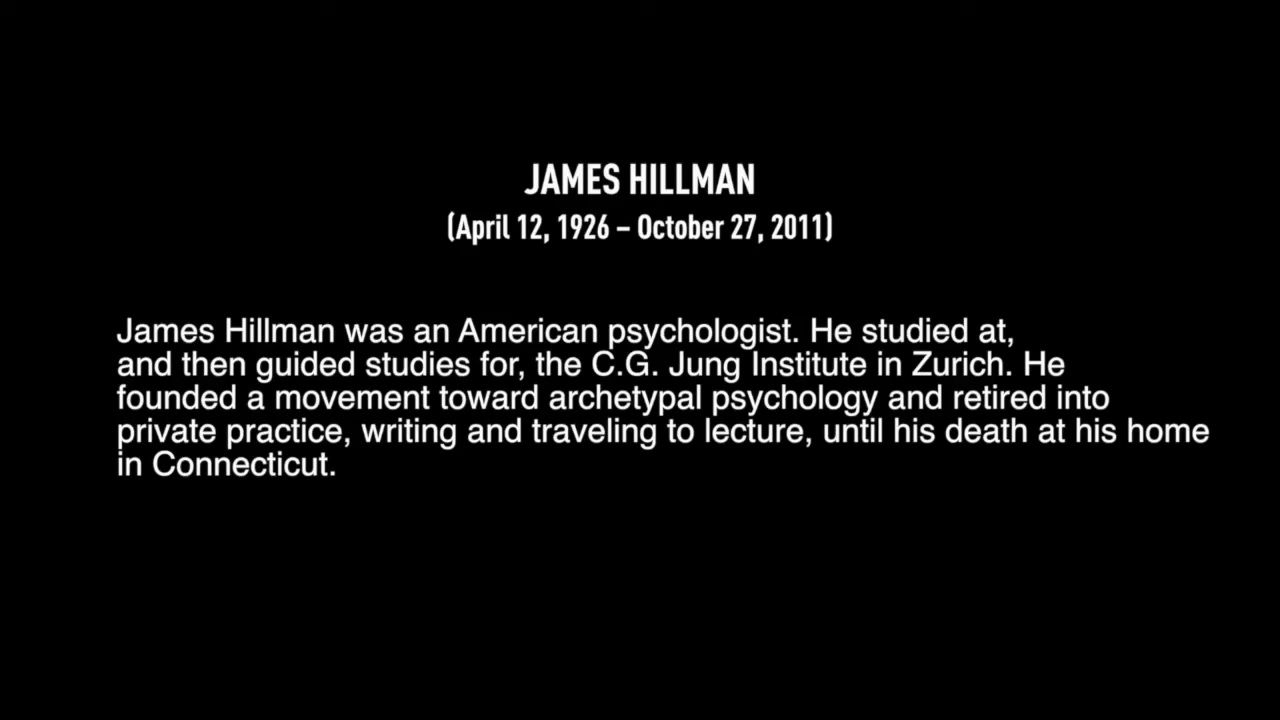 JAMES HILLMAN
(April 12, 1926 – October 27, 2011)
James Hillman was an American psychologist. He studied at,
and then guided studies for, the C.G. Jung Institute in Zurich. He
founded a movement toward archetypal psychology and retired into
private practice, writing and traveling to lecture, until his death at his home
in Connecticut.